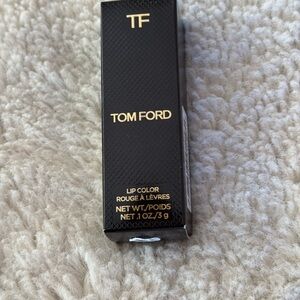 TF
TOM FORD
LIP COLOR
ROUGE À LÈVRES
NET WT./POIDS
NET .1 OZ./3 g